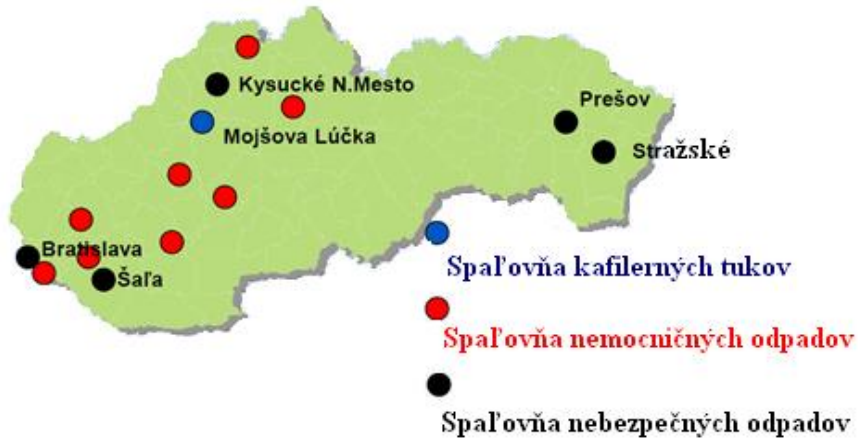 Kysucké N.Mesto
Prešov
Mojšova Lúčka
Stražské
Bratislava
Šaľa
Spaľovňa kafilerných tukov
Spaľovňa nemocničných odpadov
Spaľovňa nebezpečných odpadov